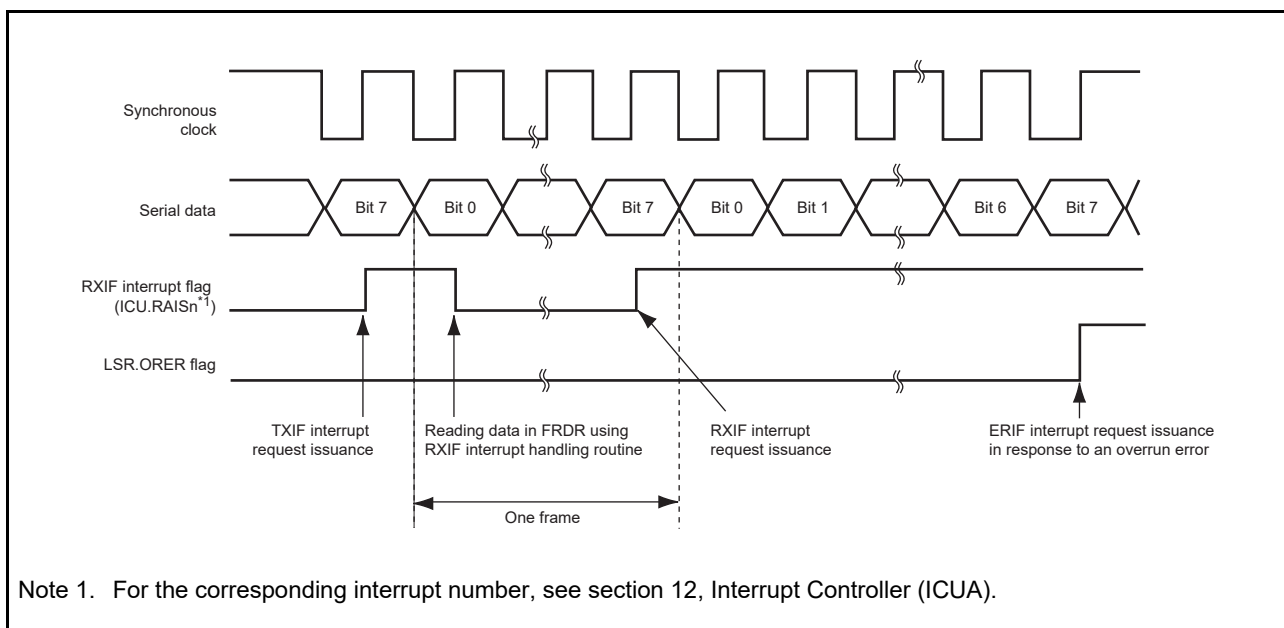 Synchronous
clock
Serial data
Bit 7
Bit 0
Bit 7
Bit 0
Bit 1
Bit 6
Bit 7
RXIF interrupt flag
(ICU.RAISn*1)
LSR.ORER flag
TXIF interrupt
request issuance
Reading data in FRDR using
RXIF interrupt handling routine
RXIF interrupt
request issuance
ERIF interrupt request issuance
in response to an overrun error
One frame
Note 1. For the corresponding interrupt number, see section 12, Interrupt Controller (ICUA).